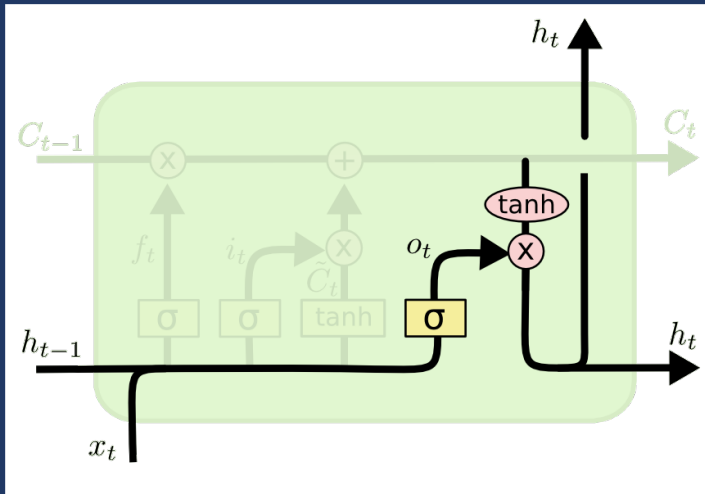 h_t
C_{t-1} C_t
x +
tanh
f_t i_t x o_t x
C̃_t
σ σ tanh σ
h_{t-1} h_t
x_t